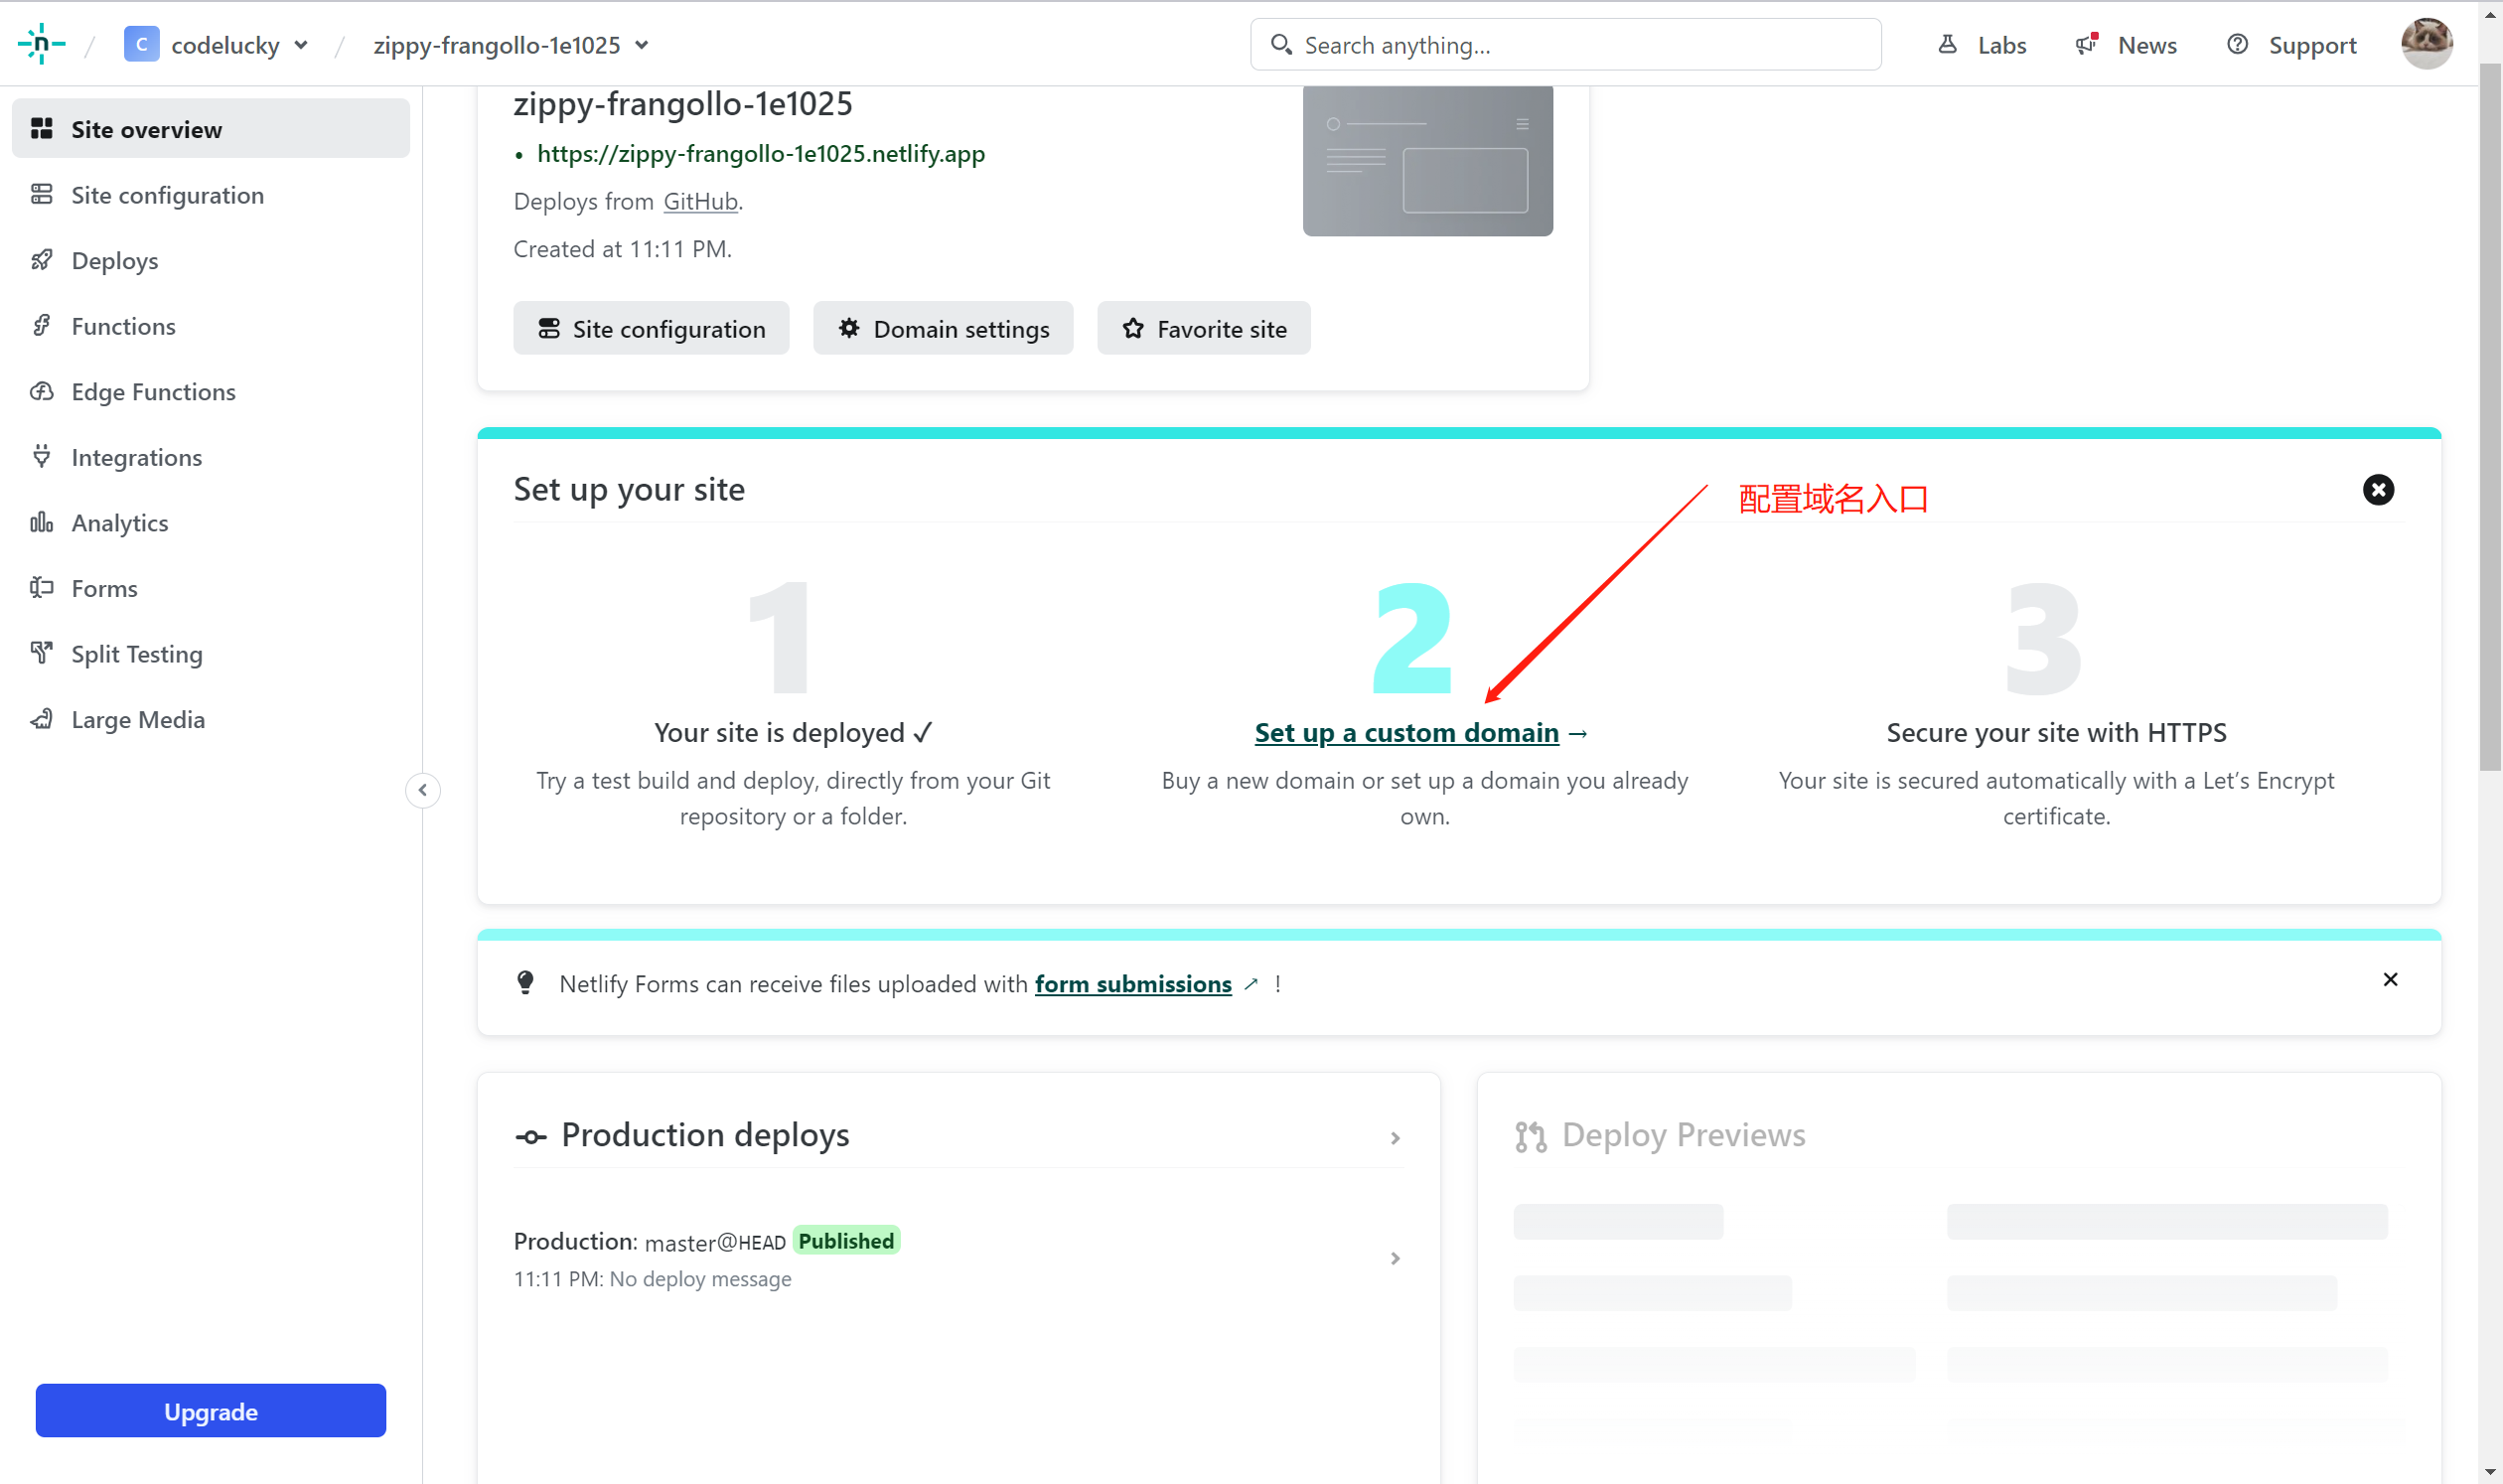 n / C codelucky / zippy-frangollo-1e1025
Search anything...
Labs
News
Support
Site overview
Site configuration
Deploys
Functions
Edge Functions
Integrations
Analytics
Forms
Split Testing
Large Media
Upgrade
zippy-frangollo-1e1025
• https://zippy-frangollo-1e1025.netlify.app
Deploys from GitHub.
Created at 11:11 PM.
Site configuration
Domain settings
Favorite site
Set up your site
配置域名入口
1
Your site is deployed ✓
Try a test build and deploy, directly from your Git
repository or a folder.
2
Set up a custom domain →
Buy a new domain or set up a domain you already
own.
3
Secure your site with HTTPS
Your site is secured automatically with a Let’s Encrypt
certificate.
Netlify Forms can receive files uploaded with form submissions ↗ !
Production deploys
Production: master@HEAD Published
11:11 PM: No deploy message
Deploy Previews